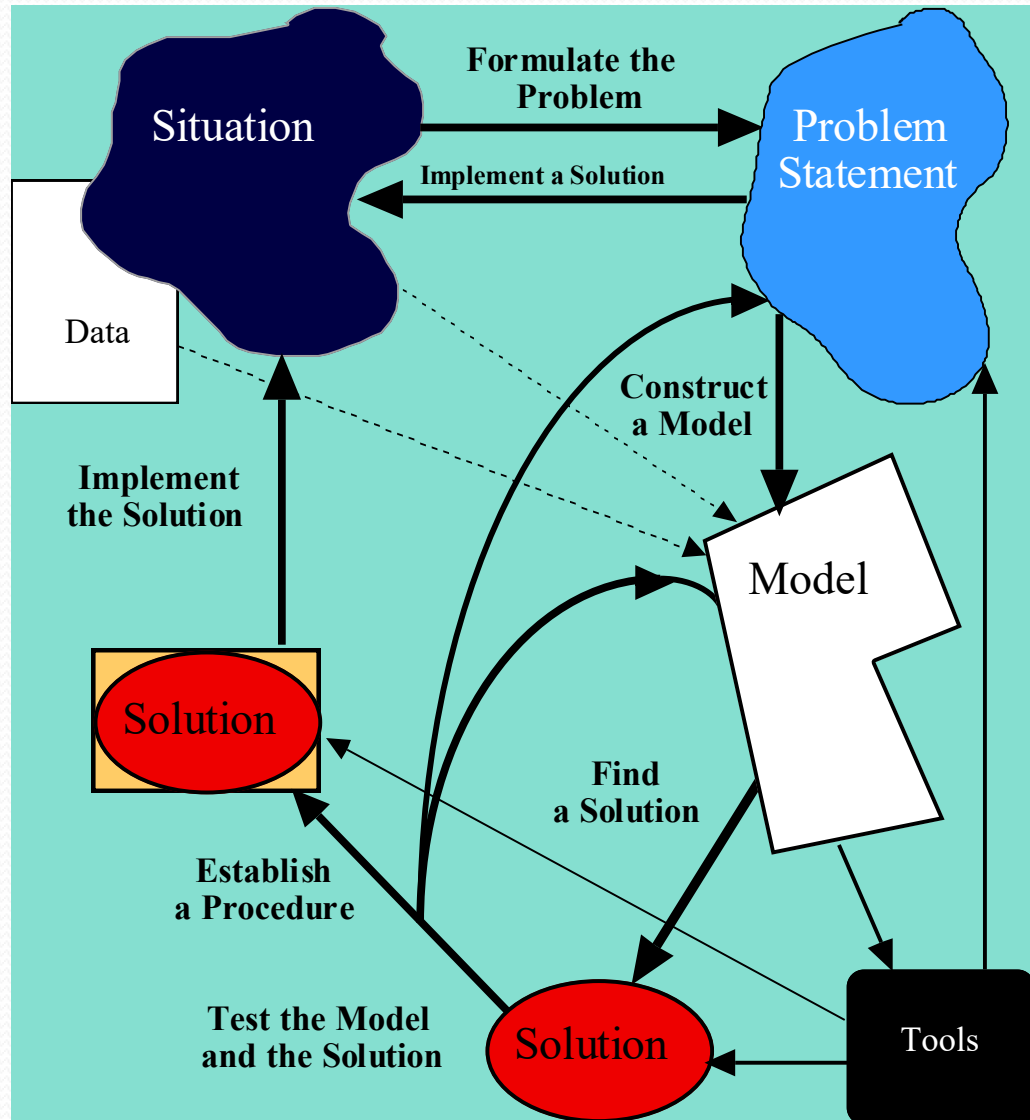 Formulate the
Problem
Situation
Problem
Statement
Implement a Solution
Data
Construct
a Model
Implement
the Solution
Model
Solution
Find
a Solution
Establish
a Procedure
Test the Model
and the Solution
Solution
Tools